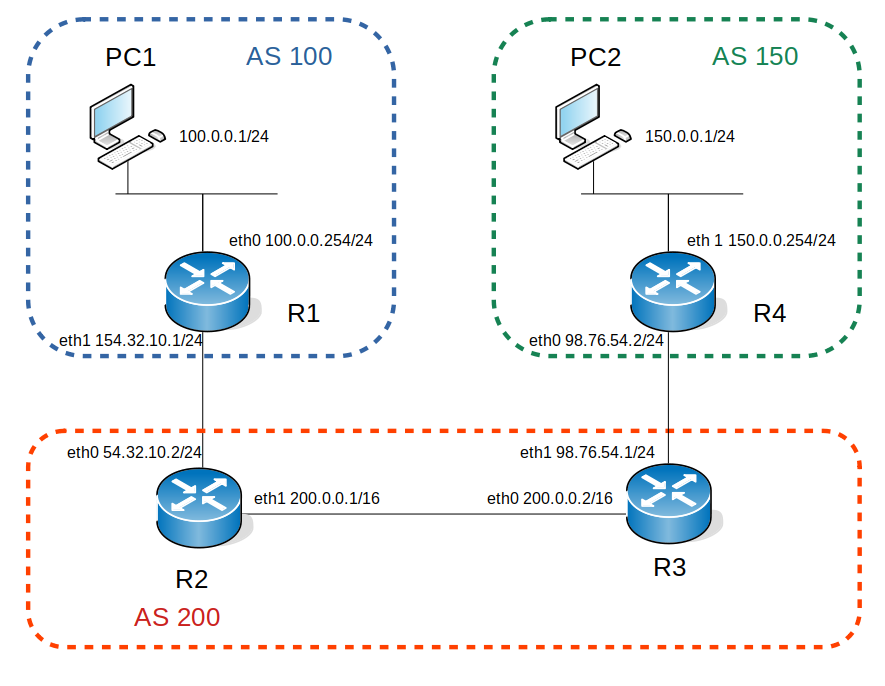 PC1
AS 100
100.0.0.1/24
eth0 100.0.0.254/24
R1
eth1 154.32.10.1/24
PC2
AS 150
150.0.0.1/24
eth 1 150.0.0.254/24
R4
eth0 98.76.54.2/24
eth0 54.32.10.2/24
eth1 200.0.0.1/16
R2
AS 200
eth1 98.76.54.1/24
eth0 200.0.0.2/16
R3